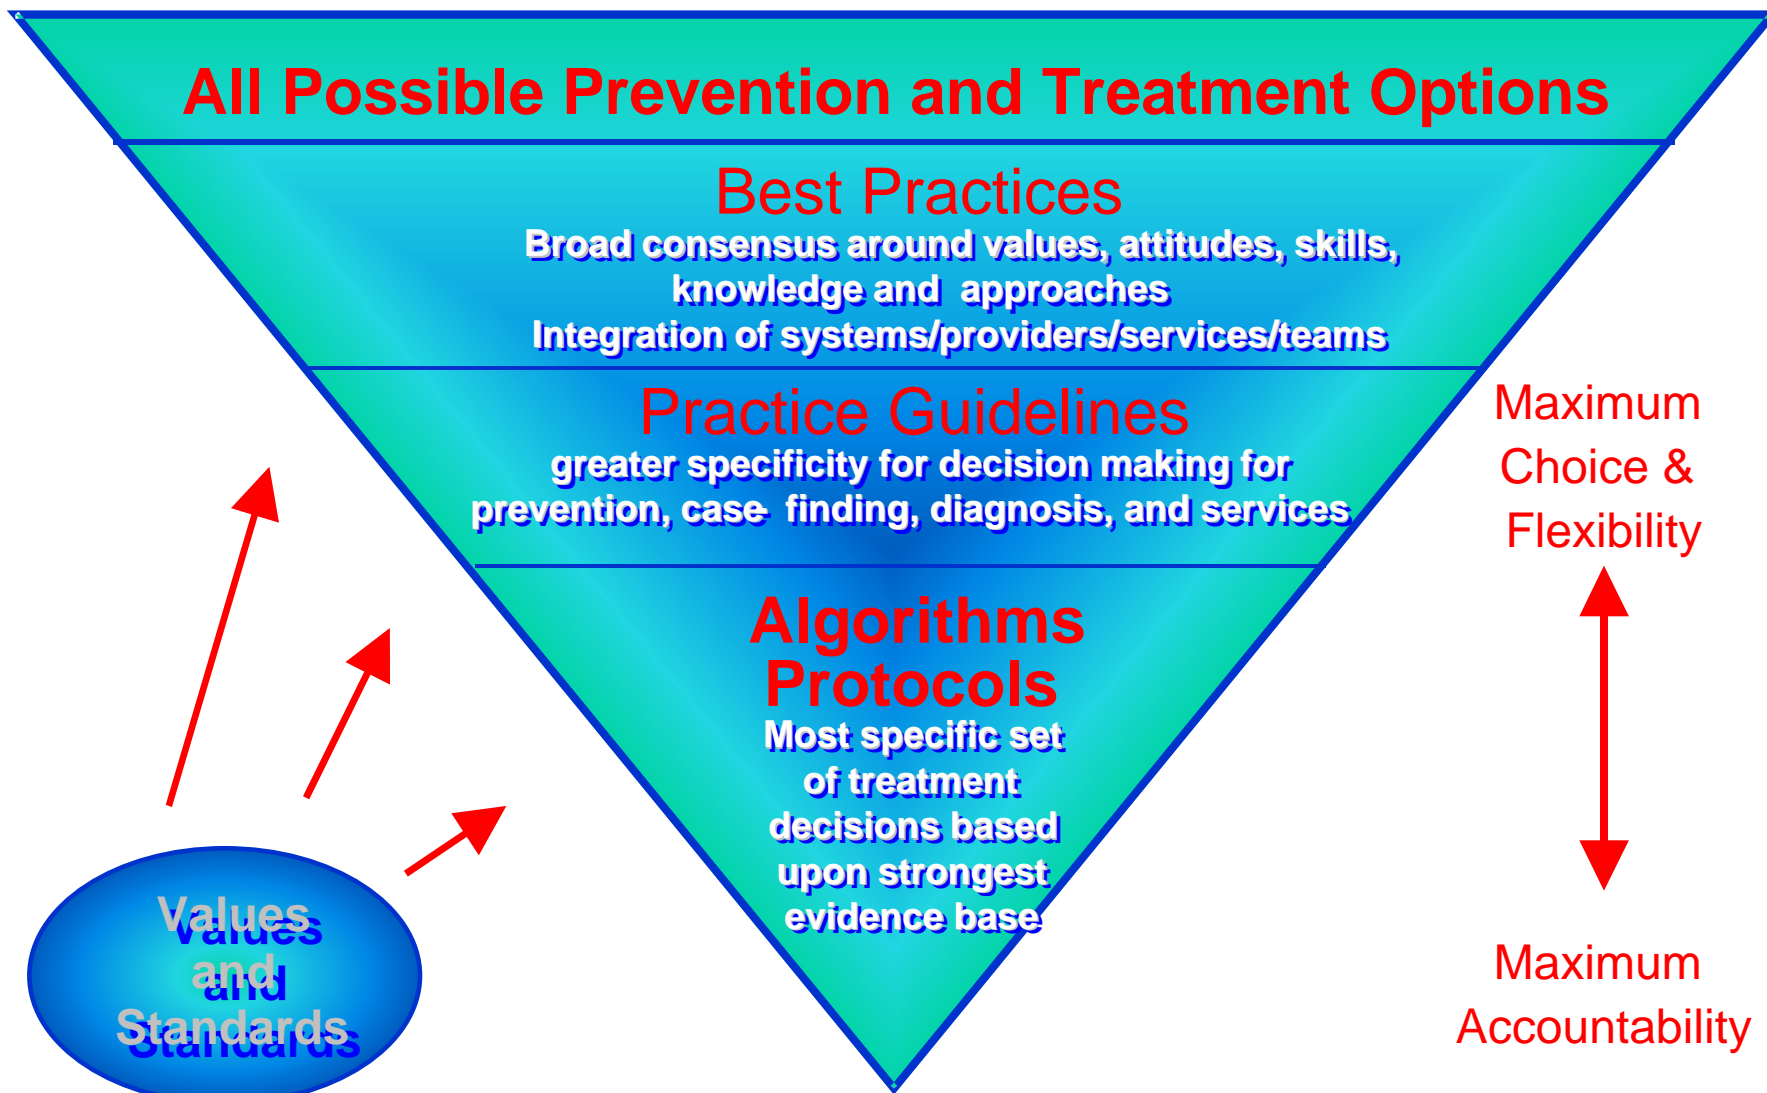 All Possible Prevention and Treatment Options
Best Practices
Broad consensus around values, attitudes, skills,
knowledge and approaches
Integration of systems/providers/services/teams
Practice Guidelines
greater specificity for decision making for
prevention, case- finding, diagnosis, and services
Algorithms
Protocols
Most specific set
of treatment
decisions based
upon strongest
evidence base
Values
and
Standards
Maximum
Choice &
Flexibility
Maximum
Accountability